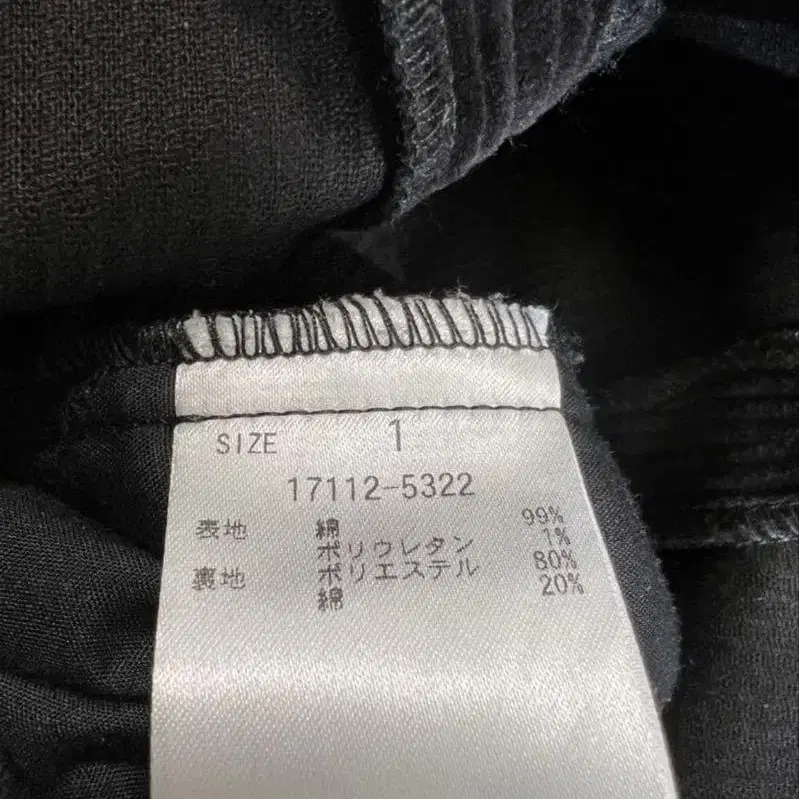 SIZE 1
17112-5322
表地 綿 99%
ポリウレタン 1%
裏地 ポリエステル 80%
綿 20%